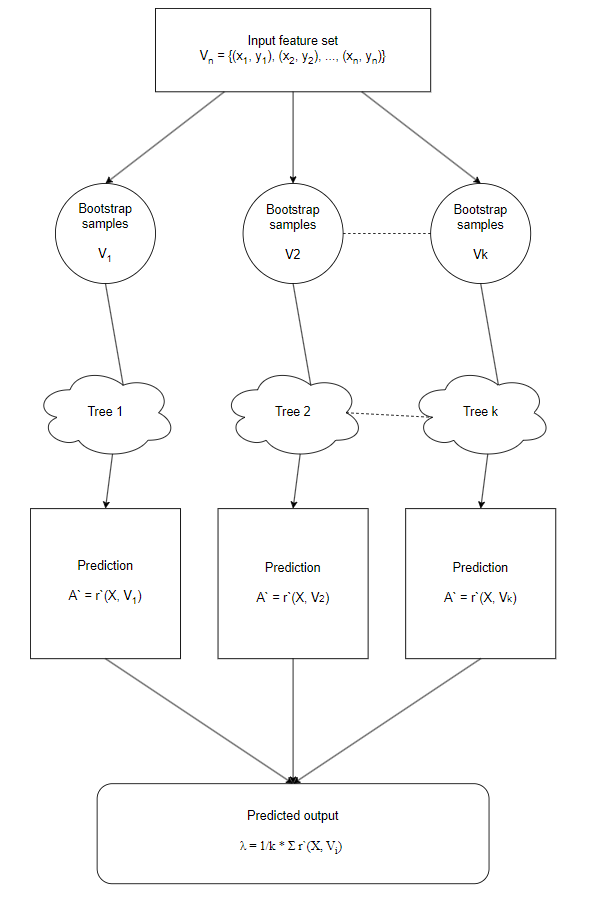 Input feature set
Vₙ = {(x₁, y₁), (x₂, y₂), ..., (xₙ, yₙ)}
Bootstrap
samples
V₁
Bootstrap
samples
V2
Bootstrap
samples
Vk
Tree 1
Tree 2
Tree k
Prediction
A` = r`(X, V₁)
Prediction
A` = r`(X, V₂)
Prediction
A` = r`(X, Vₖ)
Predicted output
λ = 1/k * Σ r`(X, Vᵢ)